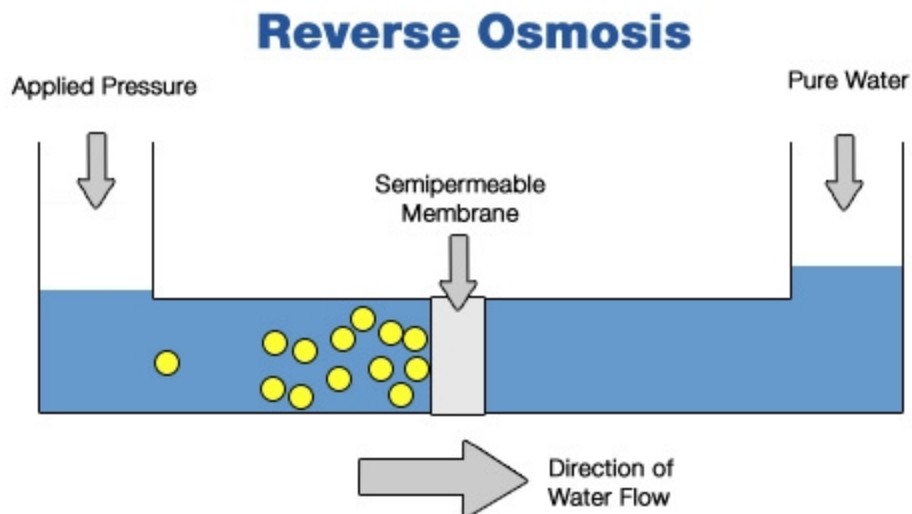 Reverse Osmosis
Applied Pressure
Pure Water
Semipermeable
Membrane
Direction of
Water Flow